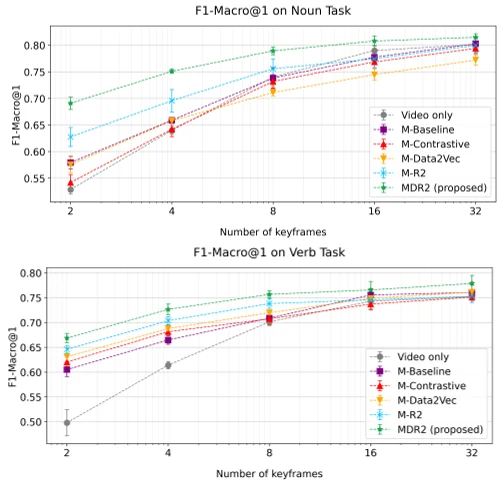 F1-Macro@1 on Noun Task
0.80
0.75
0.70
0.65
0.60
0.55
F1-Macro@1
Video only
M-Baseline
M-Contrastive
M-Data2Vec
M-R2
MDR2 (proposed)
2 4 8 16 32
Number of keyframes
F1-Macro@1 on Verb Task
0.80
0.75
0.70
0.65
0.60
0.55
0.50
F1-Macro@1
Video only
M-Baseline
M-Contrastive
M-Data2Vec
M-R2
MDR2 (proposed)
2 4 8 16 32
Number of keyframes